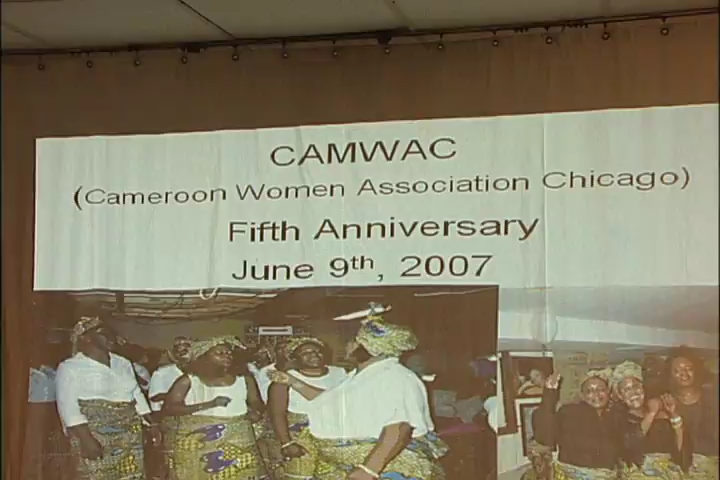 CAMWAC
(Cameroon Women Association Chicago)
Fifth Anniversary
June 9th, 2007